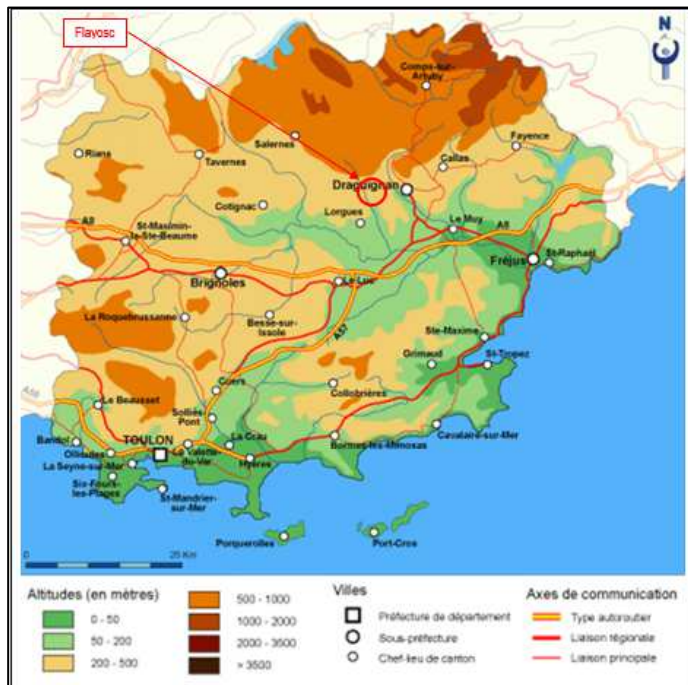 Flayosc
N
Comps-sur-
Artuby
Fayence
Salernes
Rians
Tavernes
Callas
Draguignan
Cotignac
Lorgues
Le Muy
A8
A8
St-Maximin-
la-Ste-Baume
St-Raphaël
Fréjus
Brignoles
Le Luc
La Roquebrussanne
Besse-sur-
Issole
A57
Ste-Maxime
Grimaud
St-Tropez
Cuers
Collobrières
Le Beausset
Solliès-
Pont
A50
Cavalaire-sur-Mer
Bandol
TOULON
La Crau
Bormes-les-Mimosas
Ollioules
La Valette-
du-Var
La Seyne-sur-Mer
Hyères
Six-Fours-
les-Plages
St-Mandrier-
sur-Mer
Porquerolles
Port-Cros
0
25 Km
Altitudes (en mètres)
0 - 50
50 - 200
200 - 500
500 - 1000
1000 - 2000
2000 - 3500
> 3500
Villes
Préfecture de département
Sous-préfecture
Chef-lieu de canton
Axes de communication
Type autoroutier
Liaison régionale
Liaison principale